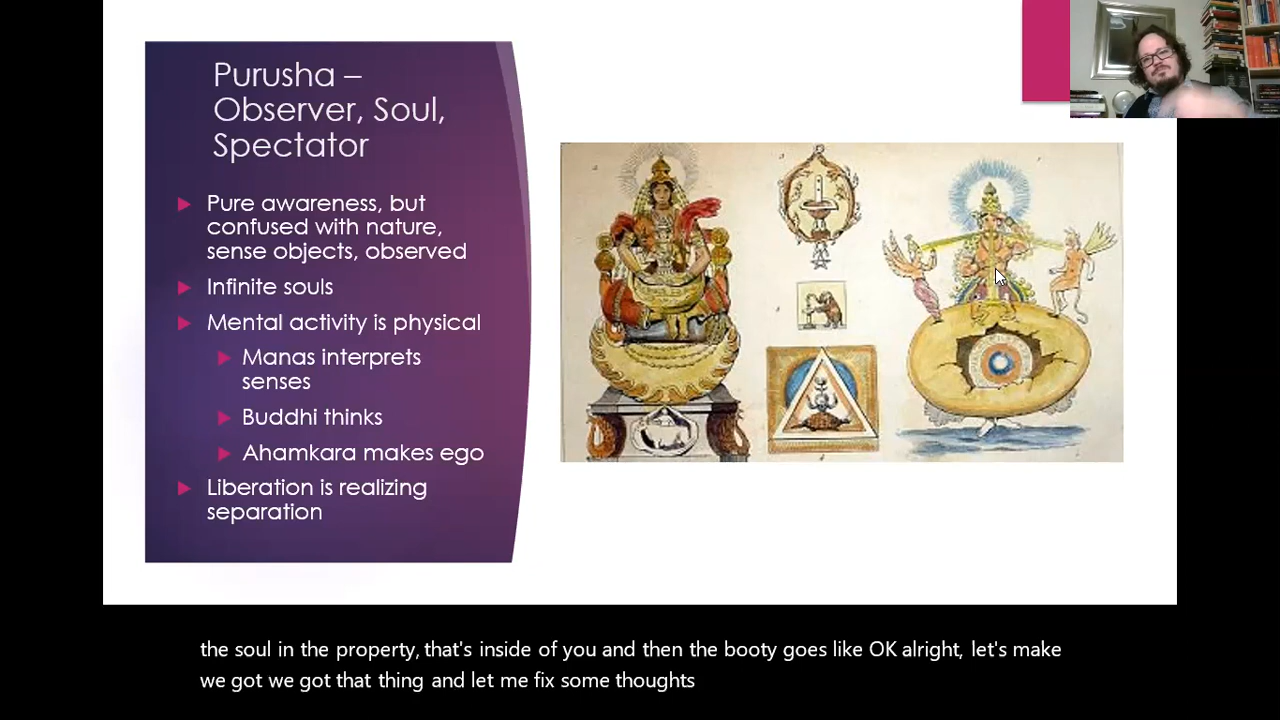 Purusha –
Observer, Soul,
Spectator
Pure awareness, but
confused with nature,
sense objects, observed
Infinite souls
Mental activity is physical
Manas interprets
senses
Buddhi thinks
Ahamkara makes ego
Liberation is realizing
separation
the soul in the property, that's inside of you and then the booty goes like OK alright, let's make
we got we got that thing and let me fix some thoughts